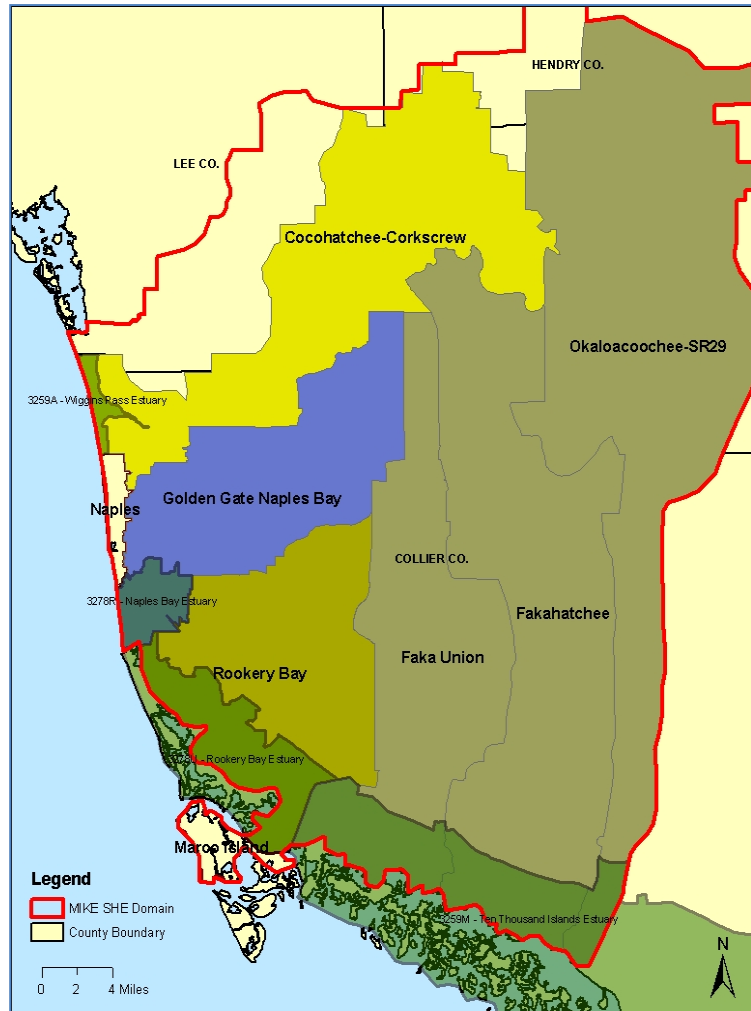 HENDRY CO.
LEE CO.
Cocohatchee-Corkscrew
Okaloacoochee-SR29
3259A - Wiggins Pass Estuary
Golden Gate Naples Bay
Naples
COLLIER CO.
3278R - Naples Bay Estuary
Fakahatchee
Faka Union
Rookery Bay
- Rookery Bay Estuary
Marco Island
Legend
MIKE SHE Domain
3259M - Ten Thousand Islands Estuary
County Boundary
N
0 2 4 Miles